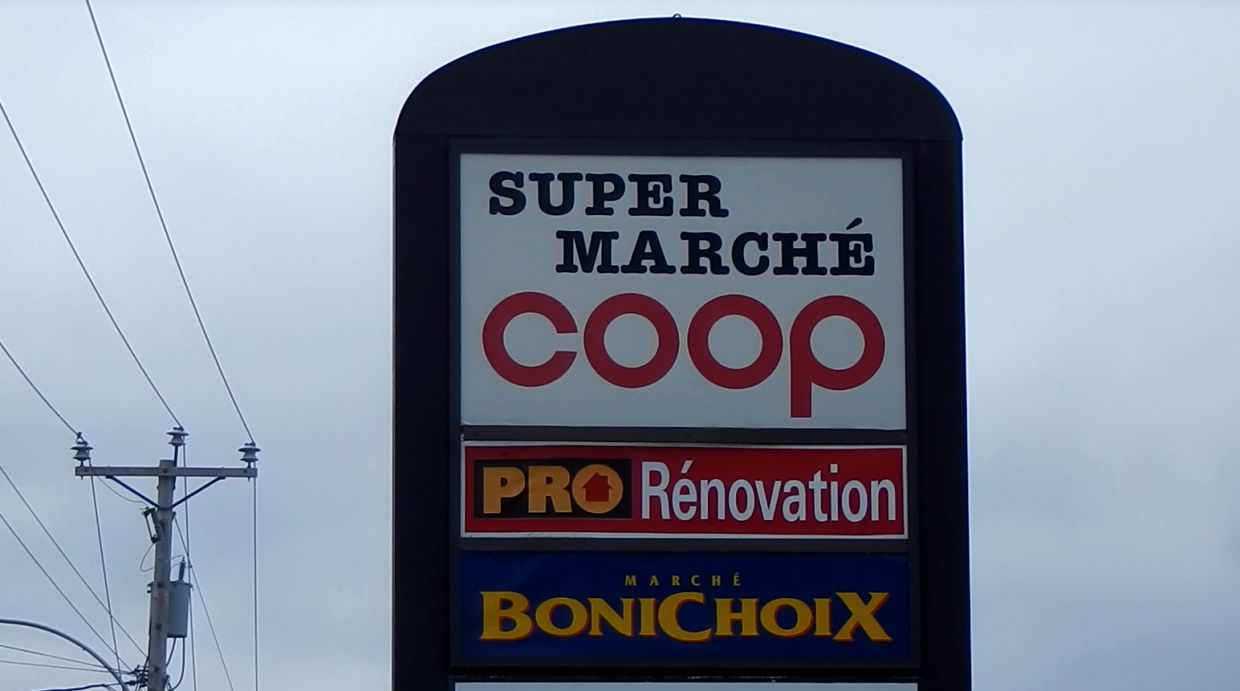 SUPER
MARCHÉ
coop
PRO Rénovation
MARCHÉ
BONICHOIX